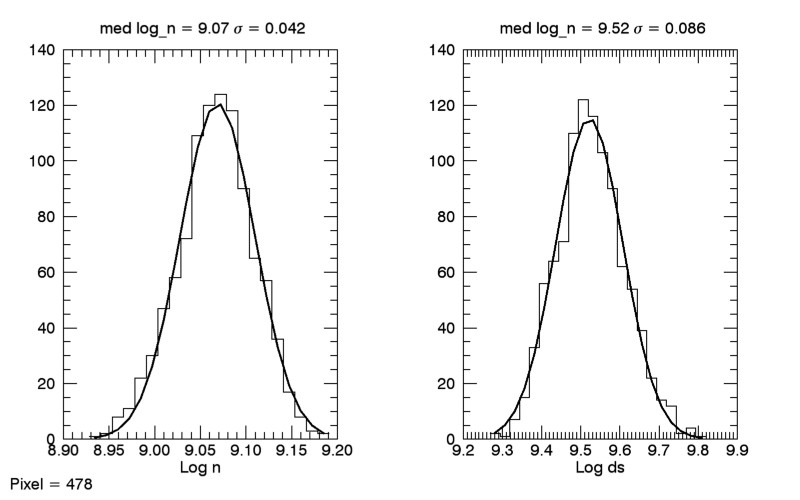 med log_n = 9.07 σ = 0.042
140
120
100
80
60
40
20
0
8.90 8.95 9.00 9.05 9.10 9.15 9.20
Log n
med log_n = 9.52 σ = 0.086
140
120
100
80
60
40
20
0
9.2 9.3 9.4 9.5 9.6 9.7 9.8 9.9
Log ds
Pixel = 478